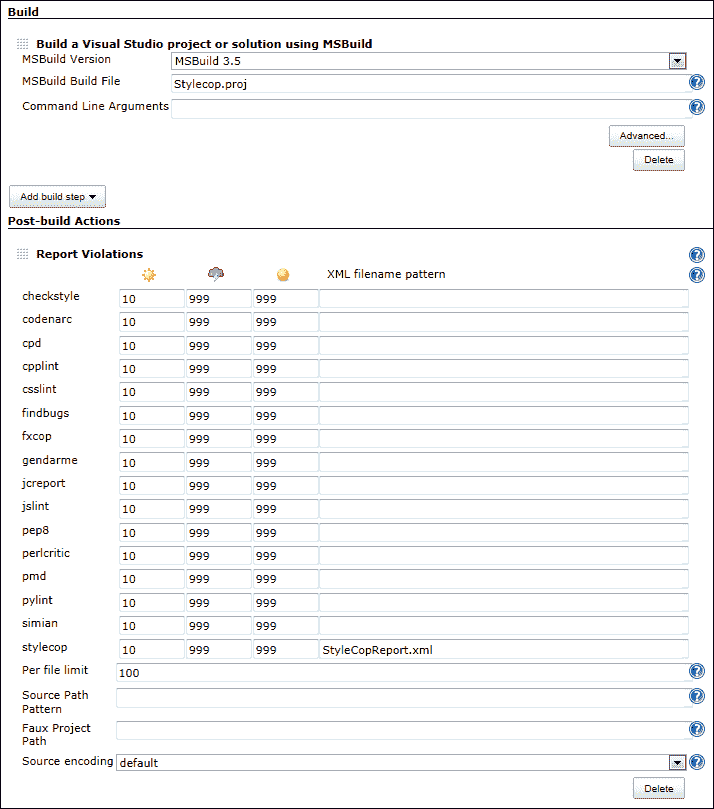 Build
Build a Visual Studio project or solution using MSBuild
MSBuild Version MSBuild 3.5
MSBuild Build File Stylecop.proj
Command Line Arguments
Advanced...
Delete
Add build step
Post-build Actions
Report Violations
XML filename pattern
checkstyle 10 999 999
codenarc 10 999 999
cpd 10 999 999
cpplint 10 999 999
csslint 10 999 999
findbugs 10 999 999
fxcop 10 999 999
gendarme 10 999 999
jcreport 10 999 999
jslint 10 999 999
pep8 10 999 999
perlcritic 10 999 999
pmd 10 999 999
pylint 10 999 999
simian 10 999 999
stylecop 10 999 999 StyleCopReport.xml
Per file limit 100
Source Path
Pattern
Faux Project
Path
Source encoding default
Delete